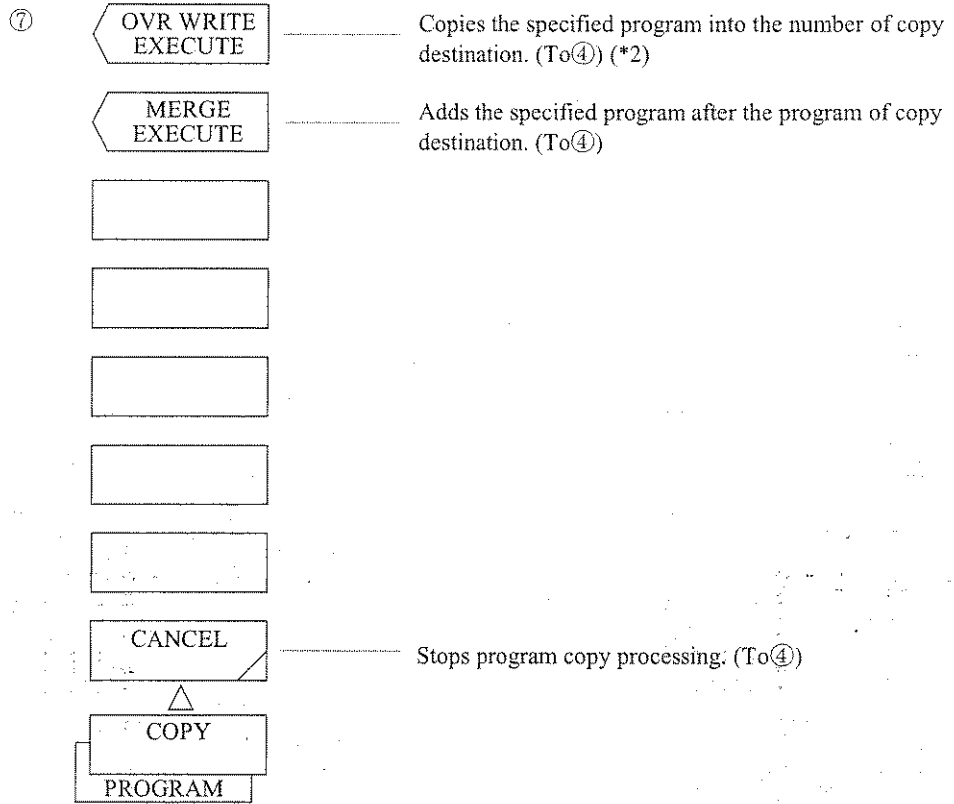 ⑦
OVR WRITE
EXECUTE
Copies the specified program into the number of copy
destination. (To④) (*2)
MERGE
EXECUTE
Adds the specified program after the program of copy
destination. (To④)
CANCEL
Stops program copy processing. (To④)
COPY
PROGRAM